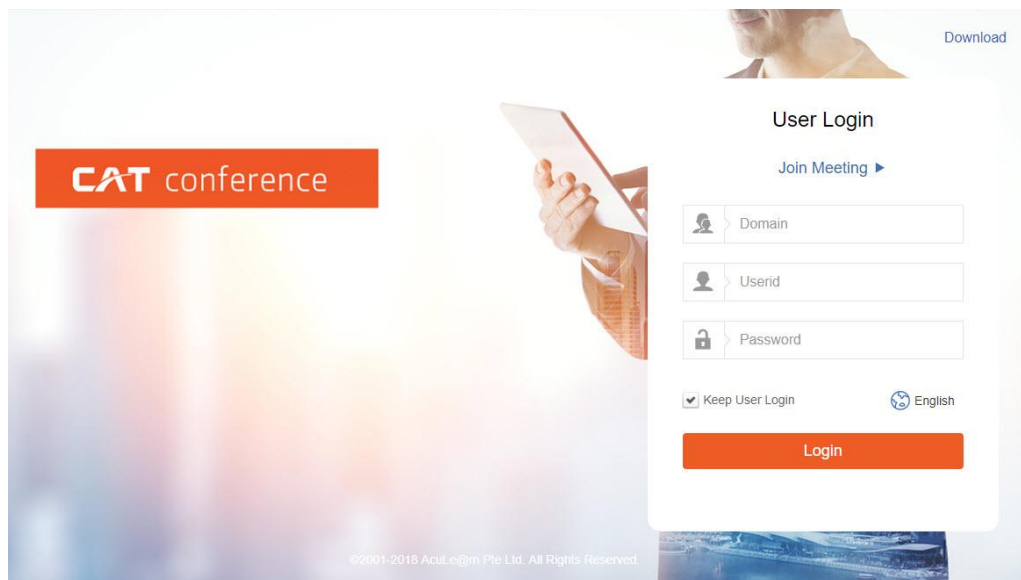 Download
CAT conference
User Login
Join Meeting
Domain
Userid
Password
Keep User Login
English
Login
©2001-2018 AcuLe@rn Pte Ltd. All Rights Reserved.